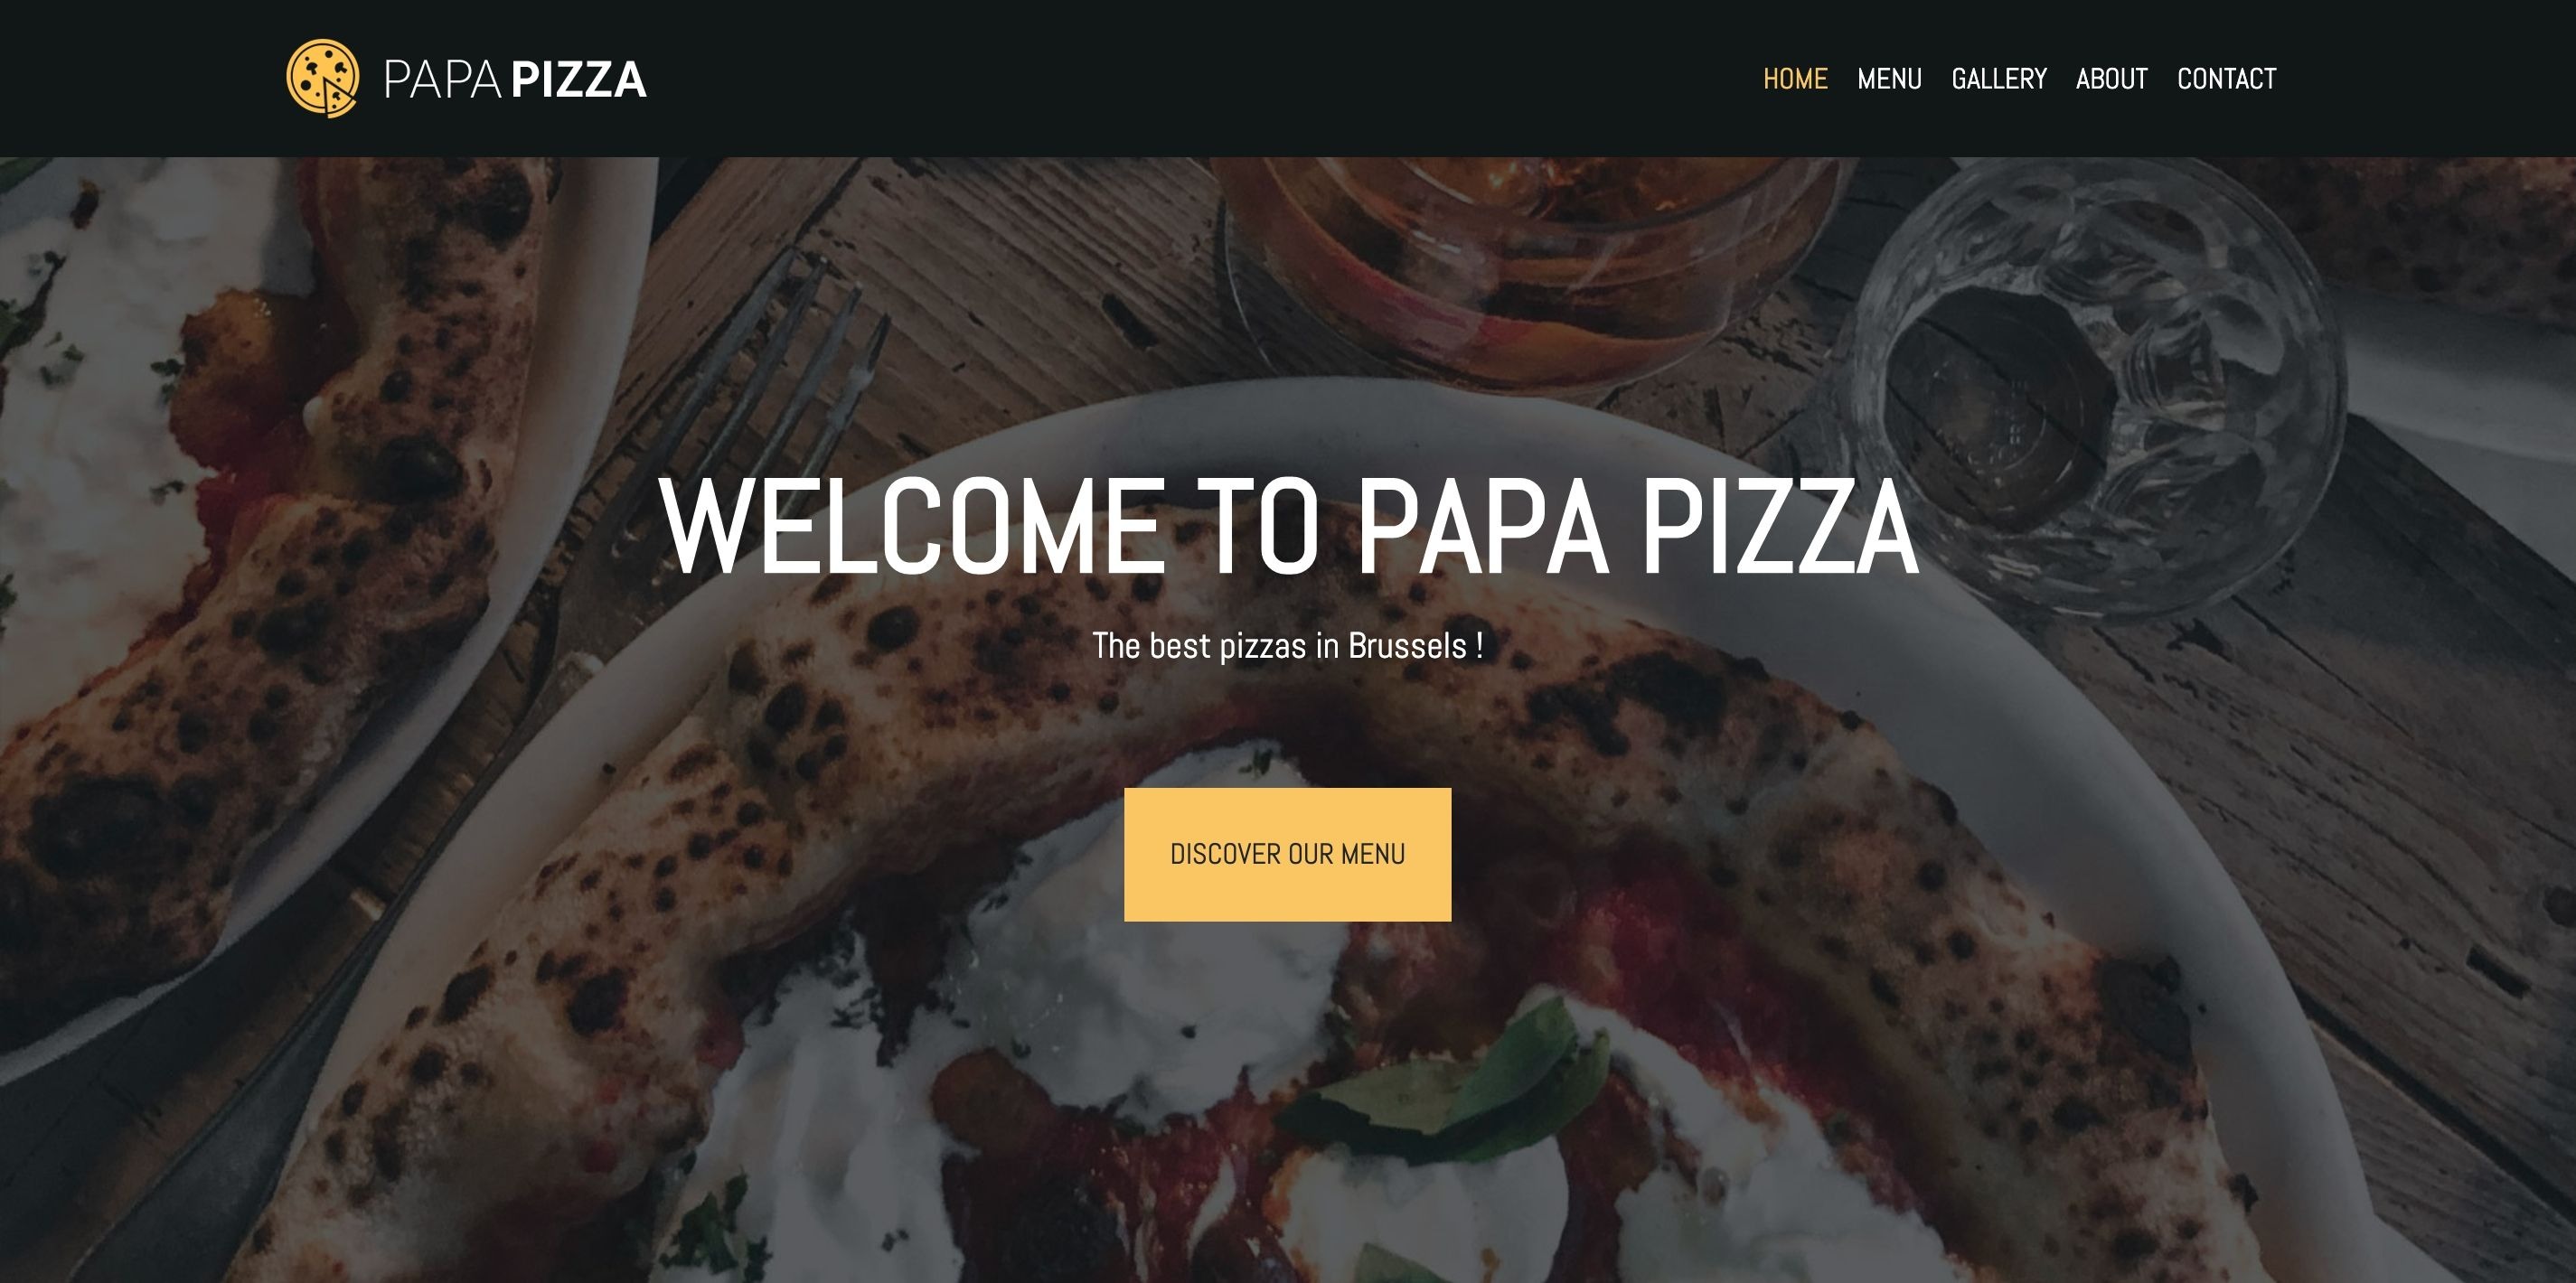 PAPA PIZZA
HOME MENU GALLERY ABOUT CONTACT
WELCOME TO PAPA PIZZA
The best pizzas in Brussels !
DISCOVER OUR MENU